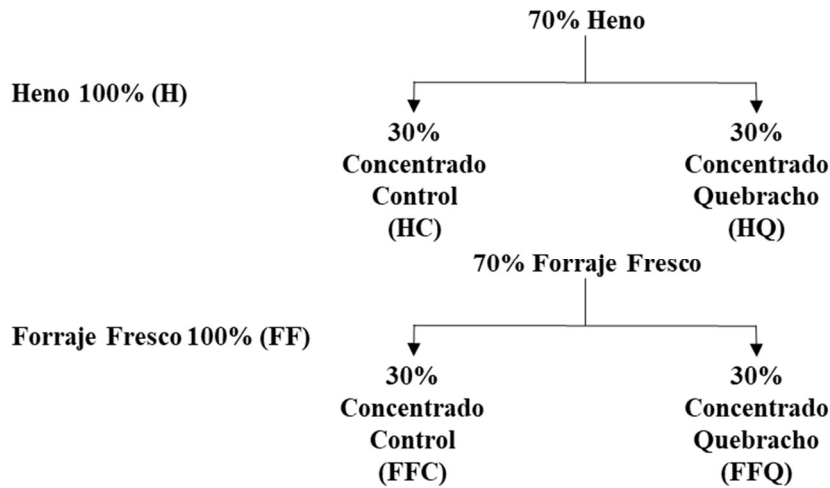 70% Heno
Heno 100% (H)
30%
Concentrado
Control
(HC)
30%
Concentrado
Quebracho
(HQ)
70% Forraje Fresco
Forraje Fresco 100% (FF)
30%
Concentrado
Control
(FFC)
30%
Concentrado
Quebracho
(FFQ)